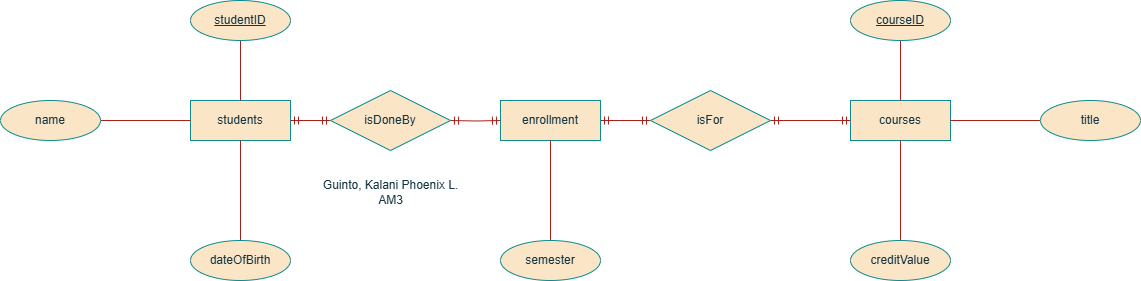 studentID
courseID
name
students
isDoneBy
enrollment
isFor
courses
title
Guinto, Kalani Phoenix L.
AM3
dateOfBirth
semester
creditValue